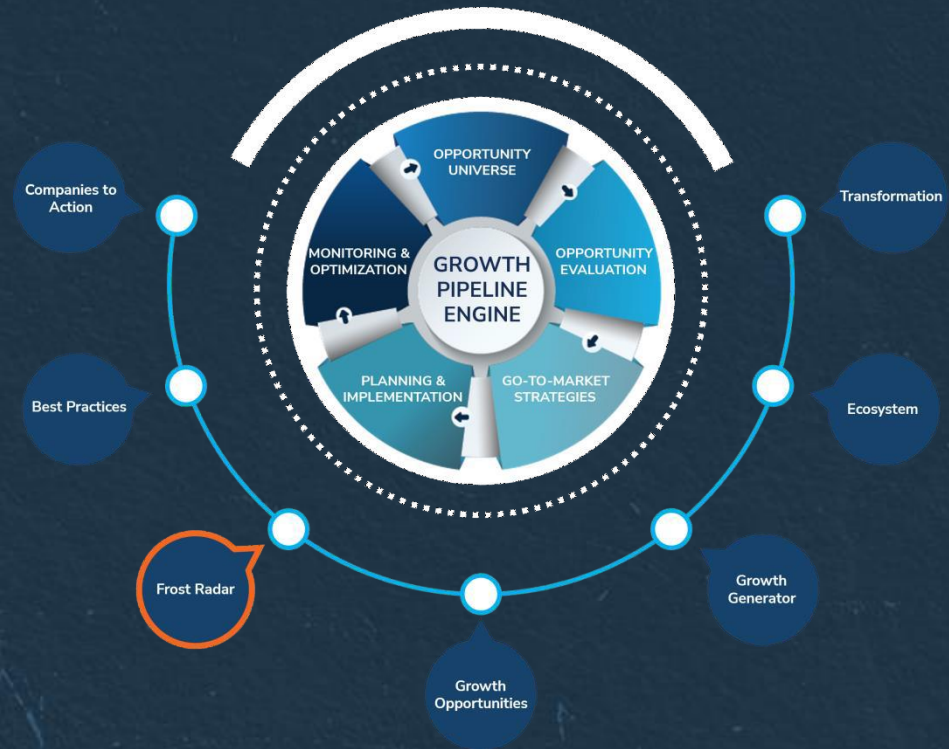 OPPORTUNITY
UNIVERSE
OPPORTUNITY
EVALUATION
GO-TO-MARKET
STRATEGIES
PLANNING &
IMPLEMENTATION
MONITORING &
OPTIMIZATION
GROWTH
PIPELINE
ENGINE
Companies to
Action
Best Practices
Frost Radar
Growth
Opportunities
Growth
Generator
Ecosystem
Transformation